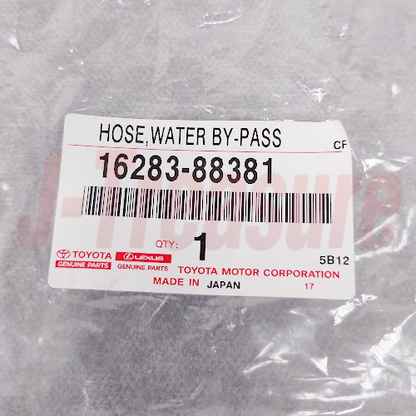 HOSE,WATER BY-PASS
CF
16283-88381
QTY: 1
5B12
TOYOTA LEXUS
GENUINE PARTS GENUINE PARTS TOYOTA MOTOR CORPORATION
MADE IN JAPAN 17
J-Treasure